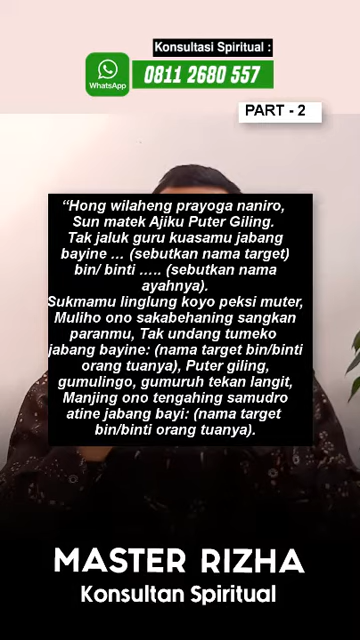 Konsultasi Spiritual :
WhatsApp
0811 2680 557
PART - 2
“Hong wilaheng prayoga naniro,
Sun matek Ajiku Puter Giling.
Tak jaluk guru kuasamu jabang
bayine ... (sebutkan nama target)
bin/ binti ..... (sebutkan nama
ayahnya).
Sukmamu linglung koyo peksi muter,
Muliho ono sakabehaning sangkan
paranmu, Tak undang tumeko
jabang bayine: (nama target bin/binti
orang tuanya), Puter giling,
gumulingo, gumuruh tekan langit,
Manjing ono tengahing samudro
atine jabang bayi: (nama target
bin/binti orang tuanya).
MASTER RIZHA
Konsultan Spiritual